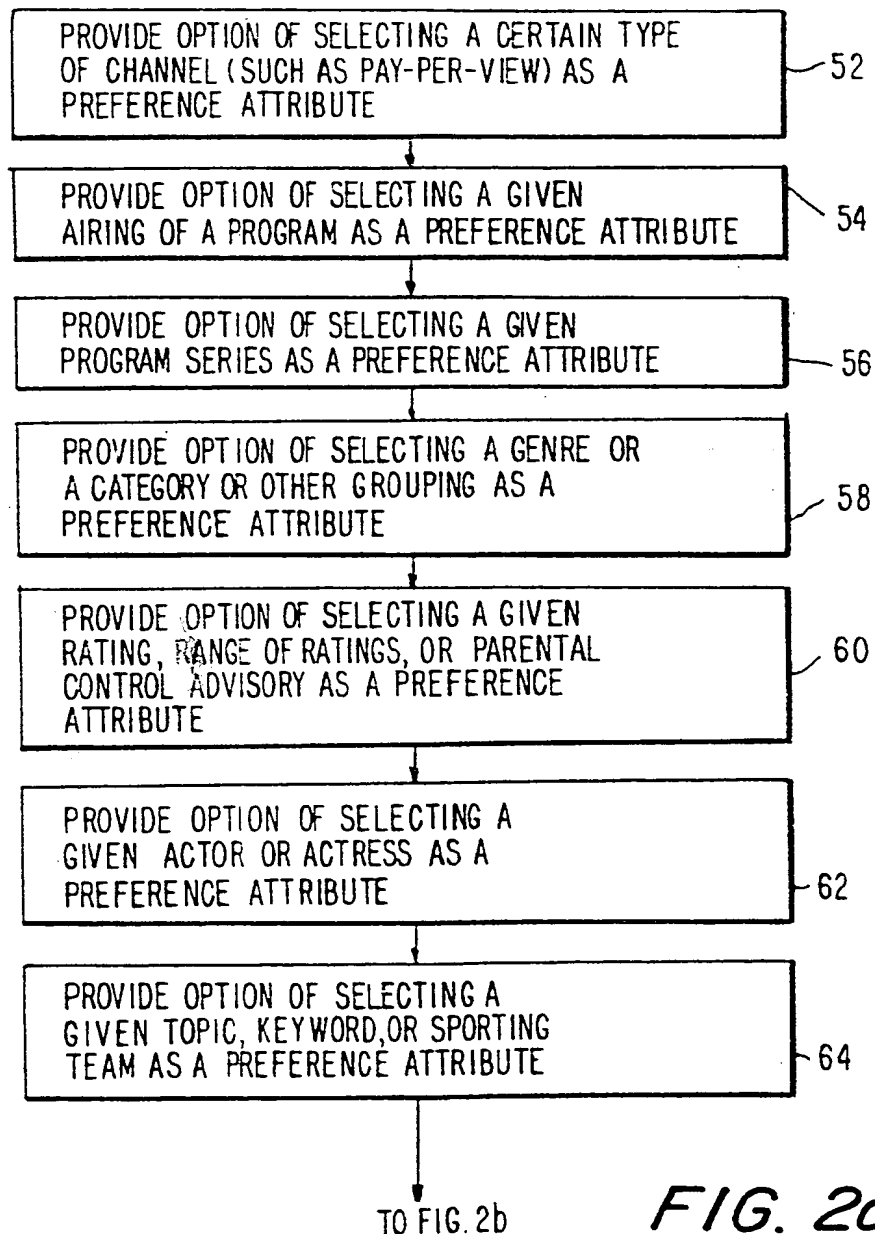 PROVIDE OPTION OF SELECTING A CERTAIN TYPE
OF CHANNEL (SUCH AS PAY-PER-VIEW) AS A
PREFERENCE ATTRIBUTE
52
PROVIDE OPTION OF SELECTING A GIVEN
AIRING OF A PROGRAM AS A PREFERENCE ATTRIBUTE
54
PROVIDE OPTION OF SELECTING A GIVEN
PROGRAM SERIES AS A PREFERENCE ATTRIBUTE
56
PROVIDE OPTION OF SELECTING A GENRE OR
A CATEGORY OR OTHER GROUPING AS A
PREFERENCE ATTRIBUTE
58
PROVIDE OPTION OF SELECTING A GIVEN
RATING, RANGE OF RATINGS, OR PARENTAL
CONTROL ADVISORY AS A PREFERENCE
ATTRIBUTE
60
PROVIDE OPTION OF SELECTING A
GIVEN ACTOR OR ACTRESS AS A
PREFERENCE ATTRIBUTE
62
PROVIDE OPTION OF SELECTING A
GIVEN TOPIC, KEYWORD, OR SPORTING
TEAM AS A PREFERENCE ATTRIBUTE
64
TO FIG. 2b
FIG.